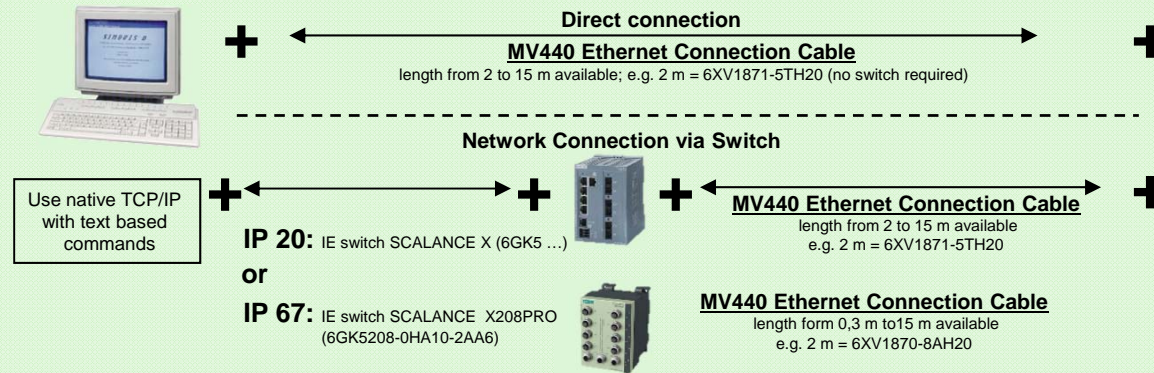 Direct connection
MV440 Ethernet Connection Cable
length from 2 to 15 m available; e.g. 2 m = 6XV1871-5TH20 (no switch required)
Network Connection via Switch
Use native TCP/IP
with text based
commands
IP 20: IE switch SCALANCE X (6GK5 …)
or
IP 67: IE switch SCALANCE X208PRO
(6GK5208-0HA10-2AA6)
MV440 Ethernet Connection Cable
length from 2 to 15 m available
e.g. 2 m = 6XV1871-5TH20
MV440 Ethernet Connection Cable
length form 0,3 m to15 m available
e.g. 2 m = 6XV1870-8AH20